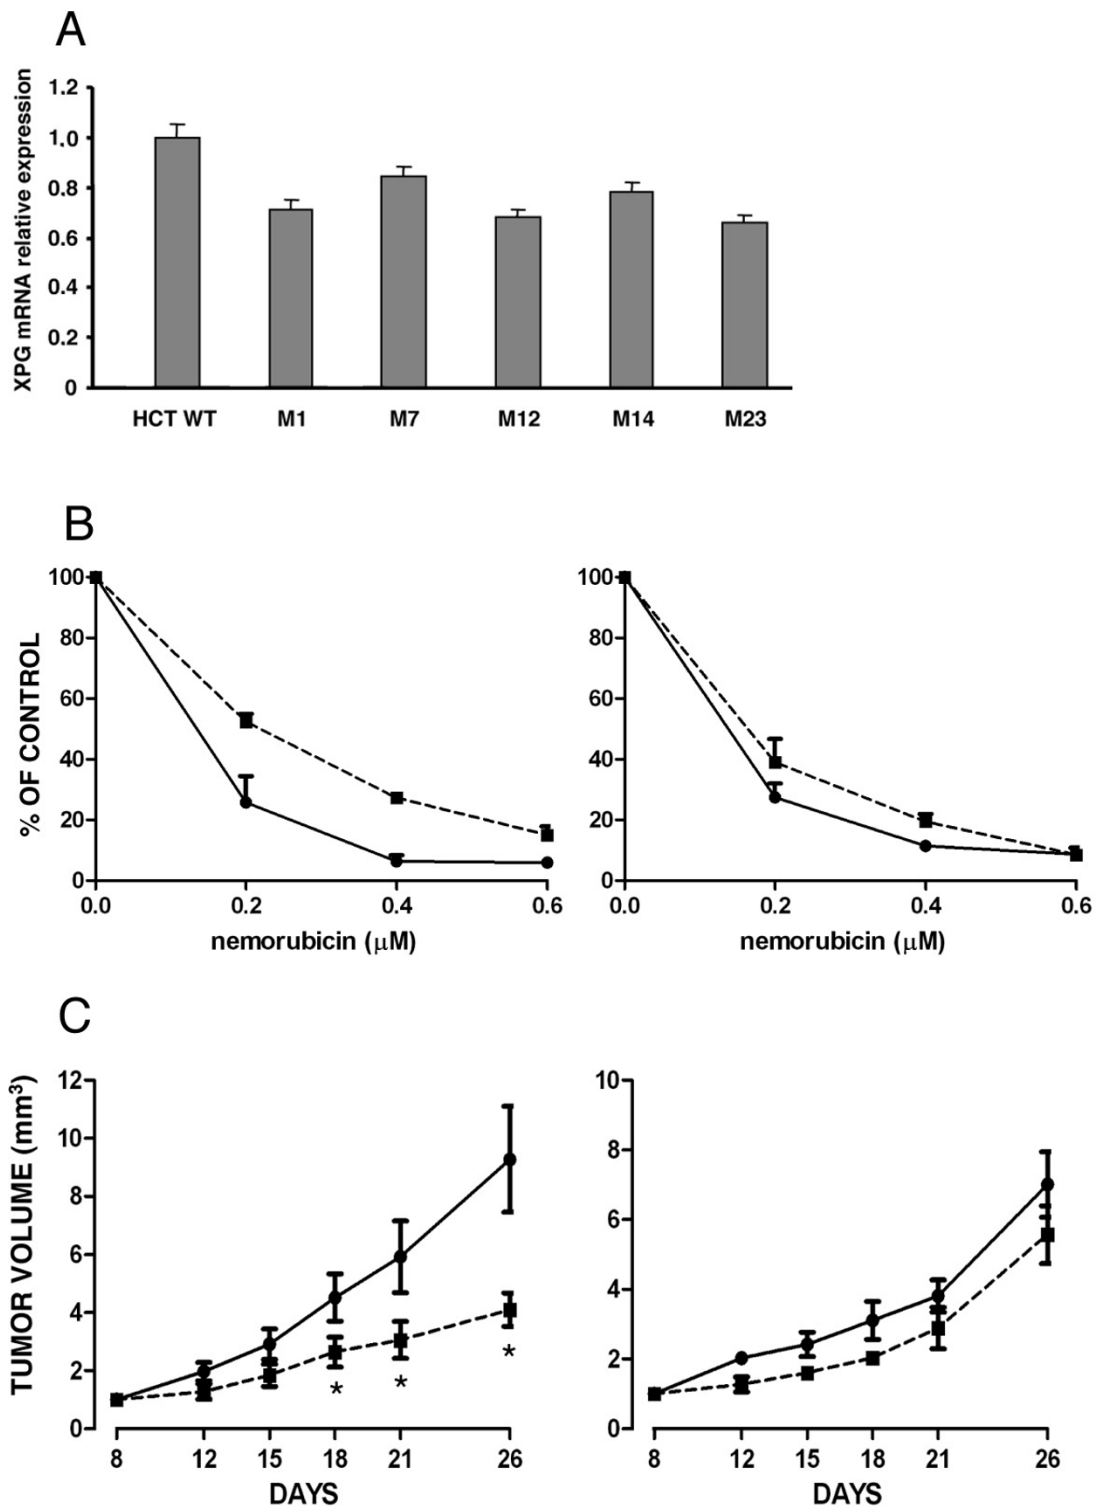 A
XPG mRNA relative expression
1.2
1.0
0.8
0.6
0.4
0.2
0
HCT WT M1 M7 M12 M14 M23
B
% OF CONTROL
100
80
60
40
20
0
0.0 0.2 0.4 0.6
nemorubicin (μM)
100
80
60
40
20
0
0.0 0.2 0.4 0.6
nemorubicin (μM)
C
TUMOR VOLUME (mm³)
12
10
8
6
4
2
0
* * *
8 12 15 18 21 26
DAYS
10
8
6
4
2
0
8 12 15 18 21 26
DAYS